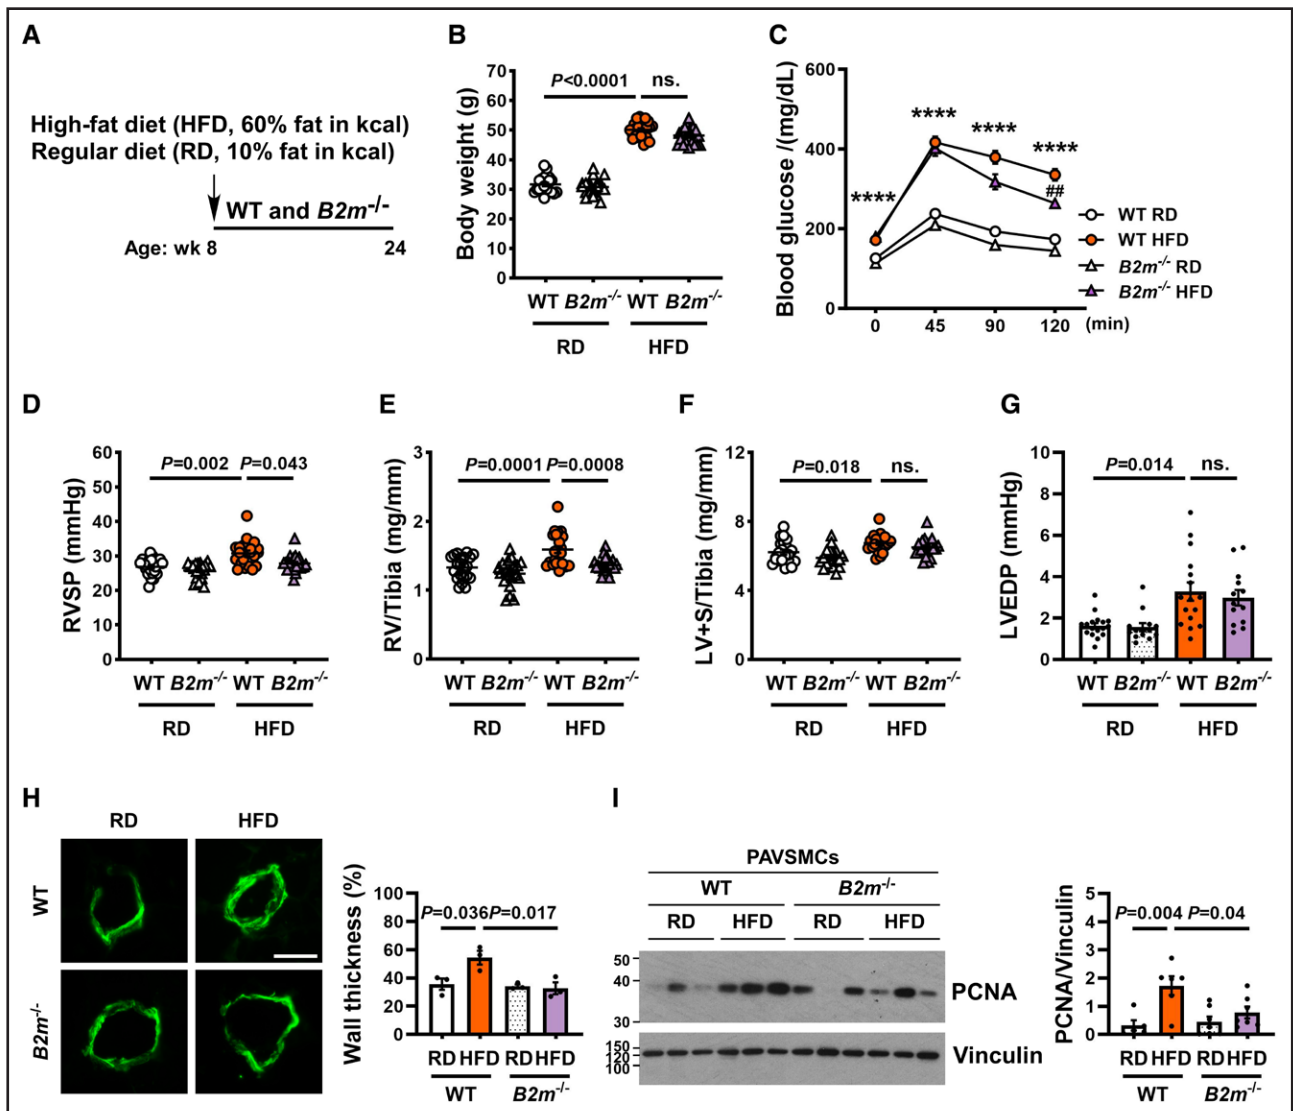 A
High-fat diet (HFD, 60% fat in kcal)
Regular diet (RD, 10% fat in kcal)
WT and B2m-/-
Age: wk 8 24
B
Body weight (g)
70
60
50
40
30
20
10
0
P<0.0001 ns.
WT B2m-/- WT B2m-/-
RD HFD
C
Blood glucose /(mg/dL)
600
400
200
0
**** **** **** ****
##
0 45 90 120 (min)
WT RD
WT HFD
B2m-/- RD
B2m-/- HFD
D
RVSP (mmHg)
60
50
40
30
20
10
0
P=0.002 P=0.043
WT B2m-/- WT B2m-/-
RD HFD
E
RV/Tibia (mg/mm)
3
2
1
0
P=0.0001 P=0.0008
WT B2m-/- WT B2m-/-
RD HFD
F
LV+S/Tibia (mg/mm)
12
8
4
0
P=0.018 ns.
WT B2m-/- WT B2m-/-
RD HFD
G
LVEDP (mmHg)
10
8
6
4
2
0
P=0.014 ns.
WT B2m-/- WT B2m-/-
RD HFD
H
RD HFD
WT
B2m-/-
Wall thickness (%)
100
80
60
40
20
0
P=0.036 P=0.017
RD HFD RD HFD
WT B2m-/-
I
PAVSMCs
WT B2m-/-
RD HFD RD HFD
50
40
30
PCNA
150
120
100
Vinculin
PCNA/Vinculin
5
4
3
2
1
0
P=0.004 P=0.04
RD HFD RD HFD
WT B2m-/-